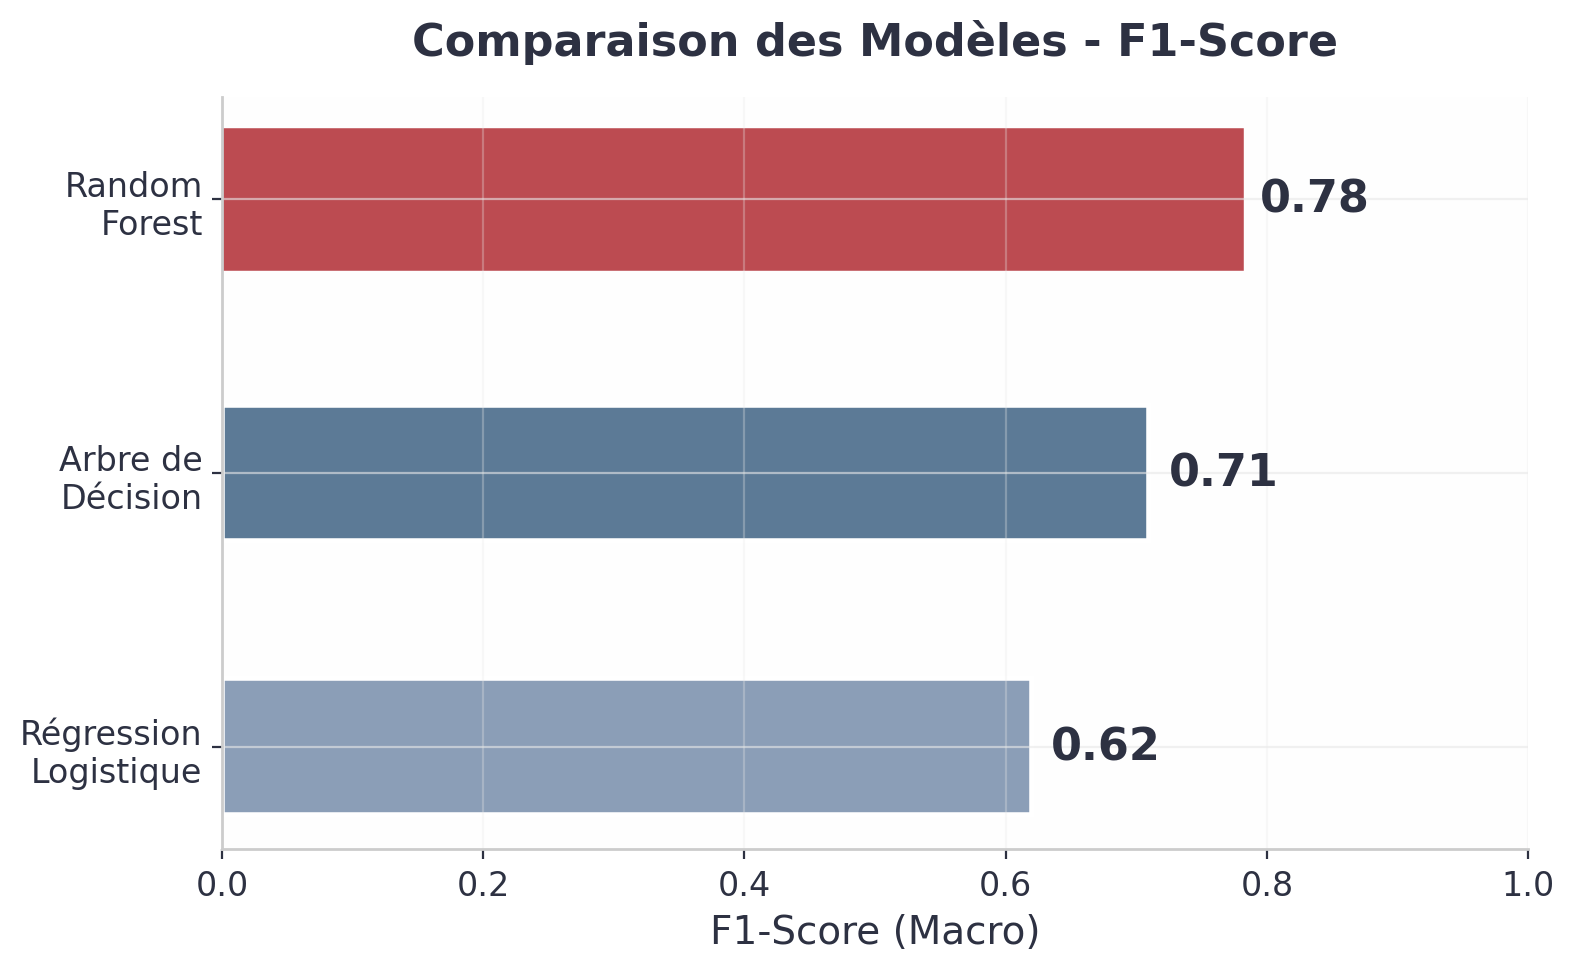 Comparaison des Modèles - F1-Score
Random
Forest
0.78
Arbre de
Décision
0.71
Régression
Logistique
0.62
0.0
0.2
0.4
0.6
0.8
1.0
F1-Score (Macro)